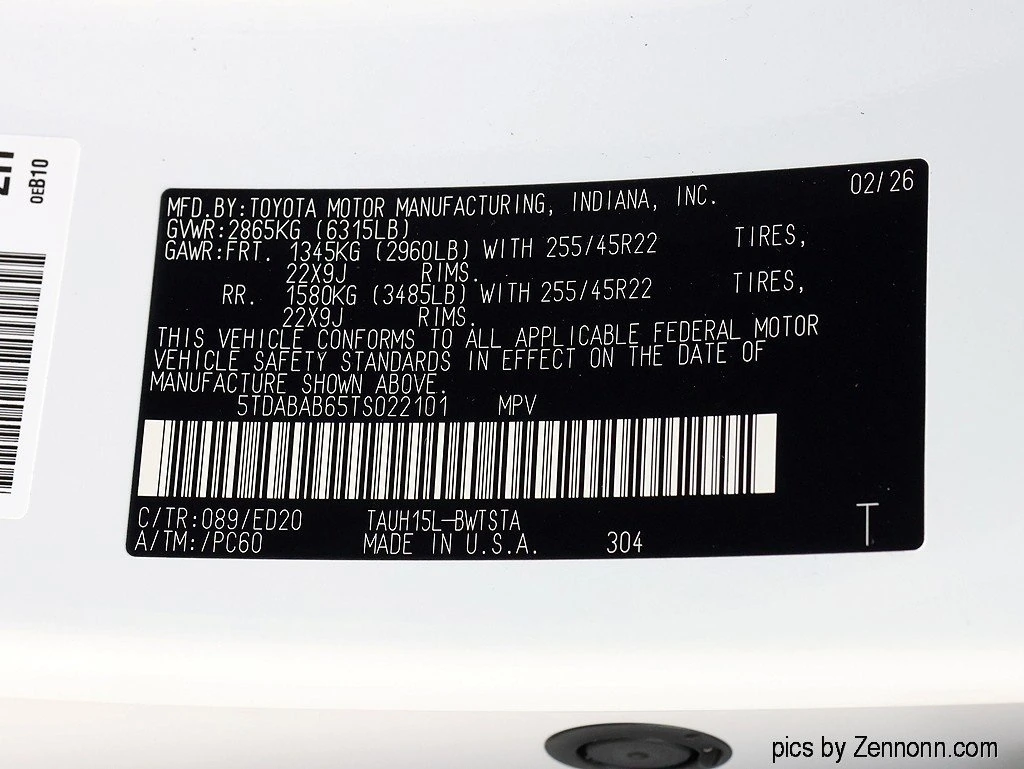 0EB10
MFD.BY:TOYOTA MOTOR MANUFACTURING, INDIANA, INC. 02/26
GVWR:2865KG (6315LB)
GAWR:FRT. 1345KG (2960LB) WITH 255/45R22 TIRES,
22X9J RIMS.
RR. 1580KG (3485LB) WITH 255/45R22 TIRES,
22X9J RIMS.
THIS VEHICLE CONFORMS TO ALL APPLICABLE FEDERAL MOTOR
VEHICLE SAFETY STANDARDS IN EFFECT ON THE DATE OF
MANUFACTURE SHOWN ABOVE.
5TDABAB65TS022101 MPV
C/TR:089/ED20 TAUH15L-BWTSTA T
A/TM:/PC60 MADE IN U.S.A. 304
pics by Zennonn.com